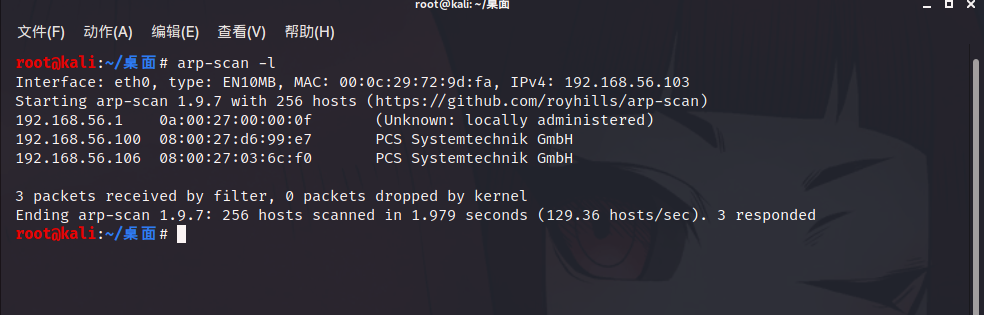 root@kali: ~/桌面
文件(F) 动作(A) 编辑(E) 查看(V) 帮助(H)
root@kali:~/桌面# arp-scan -l
Interface: eth0, type: EN10MB, MAC: 00:0c:29:72:9d:fa, IPv4: 192.168.56.103
Starting arp-scan 1.9.7 with 256 hosts (https://github.com/royhills/arp-scan)
192.168.56.1 0a:00:27:00:00:0f (Unknown: locally administered)
192.168.56.100 08:00:27:d6:99:e7 PCS Systemtechnik GmbH
192.168.56.106 08:00:27:03:6c:f0 PCS Systemtechnik GmbH
3 packets received by filter, 0 packets dropped by kernel
Ending arp-scan 1.9.7: 256 hosts scanned in 1.979 seconds (129.36 hosts/sec). 3 responded
root@kali:~/桌面#